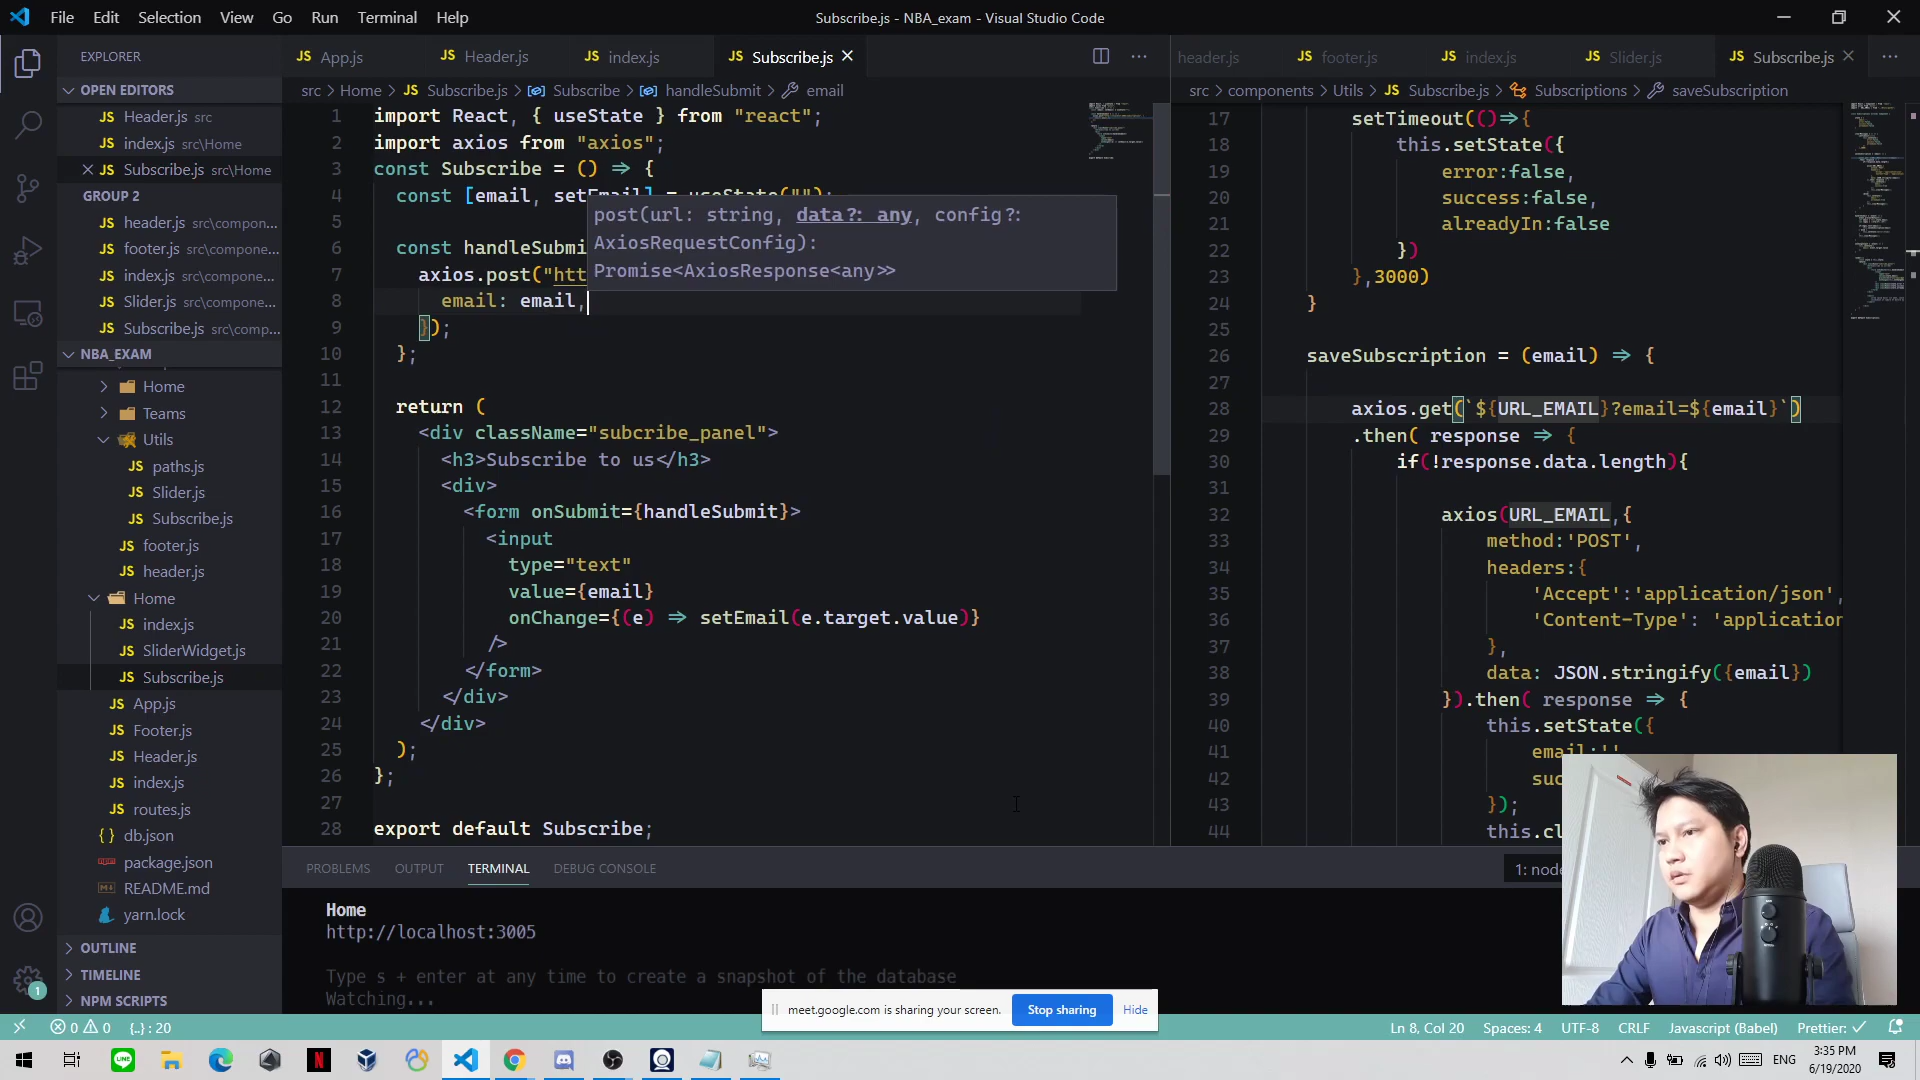 File Edit Selection View Go Run Terminal Help
Subscribe.js - NBA_exam - Visual Studio Code
EXPLORER
OPEN EDITORS
Header.js src
index.js src\Home
Subscribe.js src\Home
GROUP 2
header.js src\compon...
footer.js src\compone...
index.js src\compone...
Slider.js src\compone...
Subscribe.js src\comp...
NBA_EXAM
Home
Teams
Utils
paths.js
Slider.js
Subscribe.js
footer.js
header.js
Home
index.js
SliderWidget.js
Subscribe.js
App.js
Footer.js
Header.js
index.js
routes.js
db.json
package.json
README.md
yarn.lock
OUTLINE
TIMELINE
NPM SCRIPTS
App.js Header.js index.js Subscribe.js
src > Home > Subscribe.js > Subscribe > handleSubmit > email
1 import React, { useState } from "react";
2 import axios from "axios";
3 const Subscribe = () => {
4 const [email, setEmail] = useState("");
5
6 const handleSubmi
7 axios.post("htt
8 email: email,
9 });
10 };
11
12 return (
13 <div className="subcribe_panel">
14 <h3>Subscribe to us</h3>
15 <div>
16 <form onSubmit={handleSubmit}>
17 <input
18 type="text"
19 value={email}
20 onChange={(e) => setEmail(e.target.value)}
21 />
22 </form>
23 </div>
24 </div>
25 );
26 };
27
28 export default Subscribe;
post(url: string, data?: any, config?:
AxiosRequestConfig):
Promise<AxiosResponse<any>>
header.js footer.js index.js Slider.js Subscribe.js
src > components > Utils > Subscribe.js > Subscriptions > saveSubscription
17 setTimeout(()=>{
18 this.setState({
19 error:false,
20 success:false,
21 alreadyIn:false
22 })
23 },3000)
24 }
25
26 saveSubscription = (email) => {
27
28 axios.get(`${URL_EMAIL}?email=${email}`)
29 .then( response => {
30 if(!response.data.length){
31
32 axios(URL_EMAIL,{
33 method:'POST',
34 headers:{
35 'Accept':'application/json',
36 'Content-Type': 'application
37 },
38 data: JSON.stringify({email})
39 }).then( response => {
40 this.setState({
41 email:''
42 suc
43 });
44 this.cl
PROBLEMS OUTPUT TERMINAL DEBUG CONSOLE
1: node
Home
http://localhost:3005
Type s + enter at any time to create a snapshot of the database
Watching...
meet.google.com is sharing your screen. Stop sharing Hide
1
0 0 {..} : 20
Ln 8, Col 20 Spaces: 4 UTF-8 CRLF Javascript (Babel) Prettier: ✓
LINE
N
ENG
3:35 PM
6/19/2020